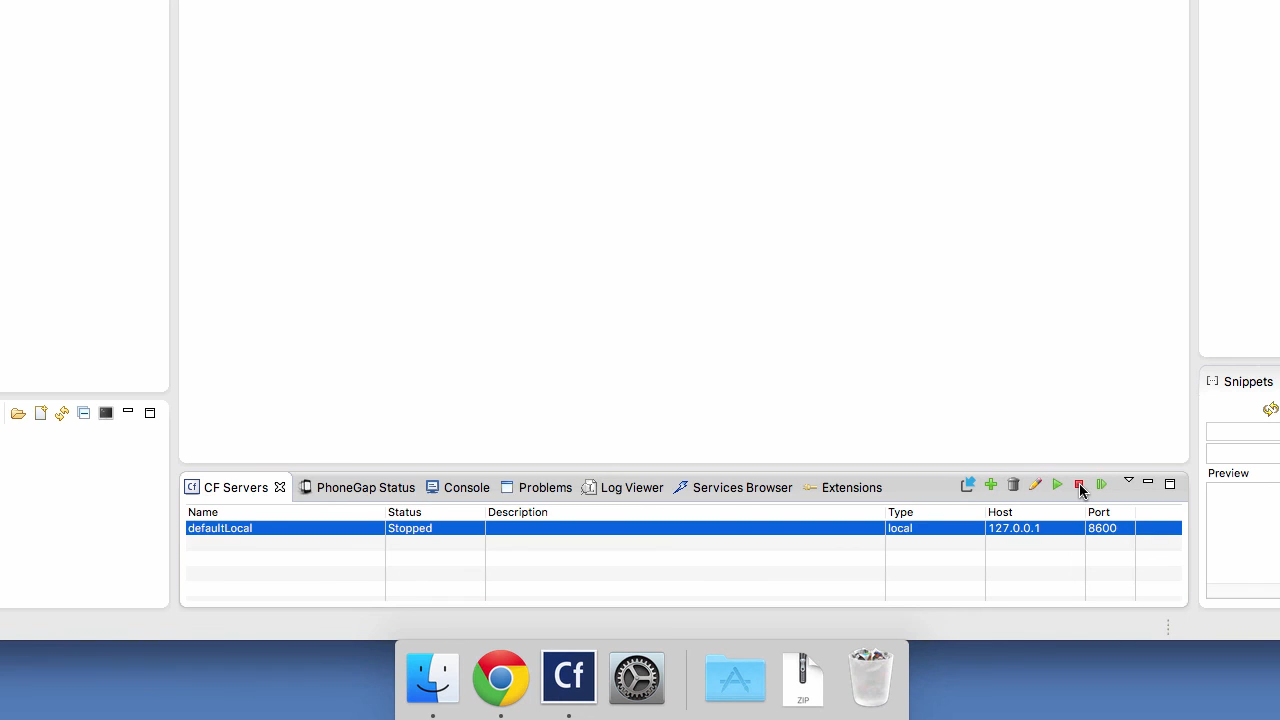 Snippets
Preview
Cf CF Servers PhoneGap Status Console Problems Log Viewer Services Browser Extensions
Name Status Description Type Host Port
defaultLocal Stopped local 127.0.0.1 8600
Cf
ZIP